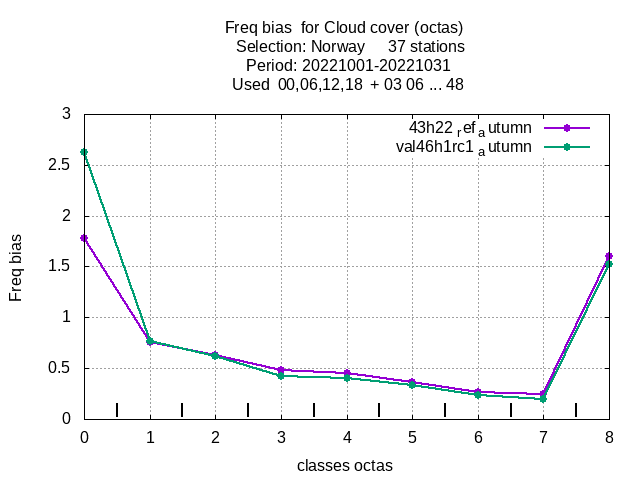 Freq bias  for Cloud cover (octas)
Selection: Norway     37 stations
Period: 20221001-20221031
Used  00,06,12,18  + 03 06 ... 48
43h22 ref a utumn
val46h1rc1 a utumn
3
2.5
2
1.5
1
0.5
0
Freq bias
0 1 2 3 4 5 6 7 8
classes octas